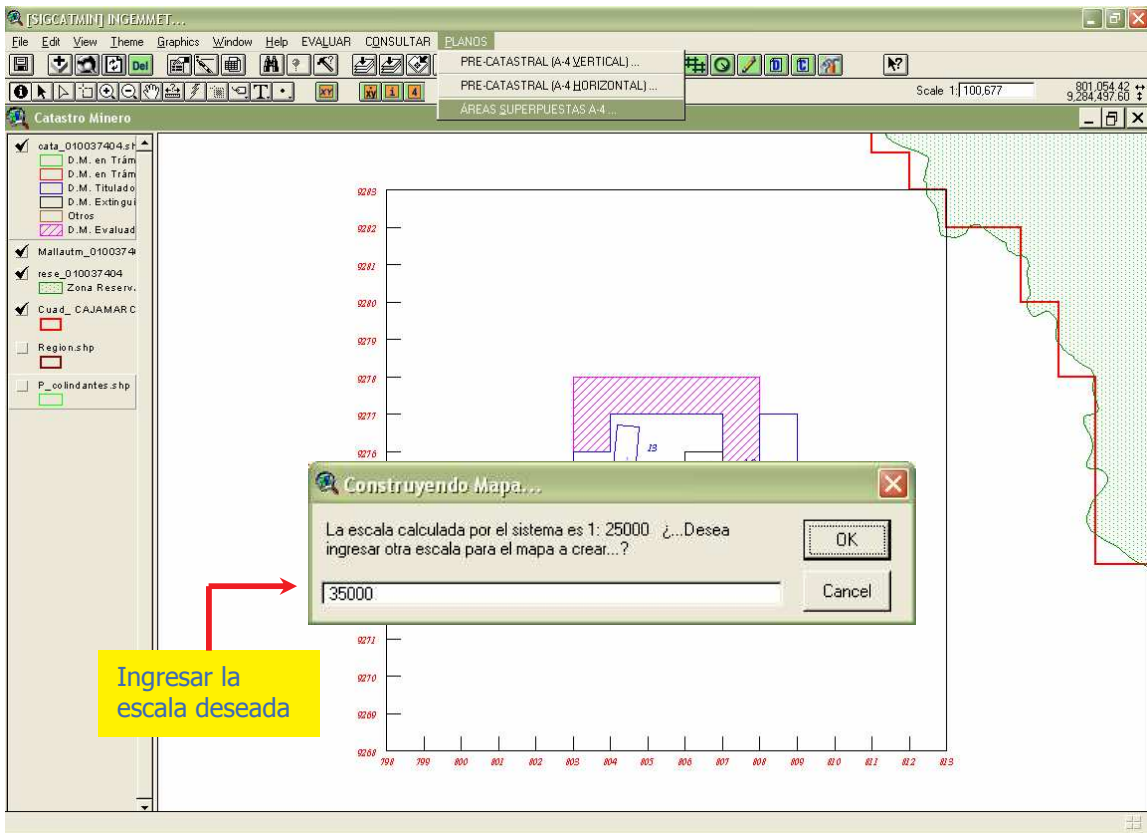 [SIGCATMIN] INGEMMET...
File Edit View Theme Graphics Window Help EVALUAR CONSULTAR PLANOS
PRE-CATASTRAL (A-4 VERTICAL) ...
PRE-CATASTRAL (A-4 HORIZONTAL) ...
ÁREAS SUPERPUESTAS A-4 ...
Del
XY
xy 1 4
Scale 1: 100,677
801,054.42
9,284,497.60
Catastro Minero
cata_010037404.sh
D.M. en Trám
D.M. en Trám
D.M. Titulado
D.M. Extingui
Otros
D.M. Evaluad
Mallautm_0100374
rese_010037404
Zona Reserv.
Cuad_ CAJAMARC
Region.shp
P_colindantes.shp
9283
9282
9281
9280
9279
9278
9277
9276
13
Construyendo Mapa...
La escala calculada por el sistema es 1: 25000 ¿...Desea
ingresar otra escala para el mapa a crear...?
OK
Cancel
35000
9271
9270
9269
9268
Ingresar la
escala deseada
798 799 800 801 802 803 804 805 806 807 808 809 810 811 812 813